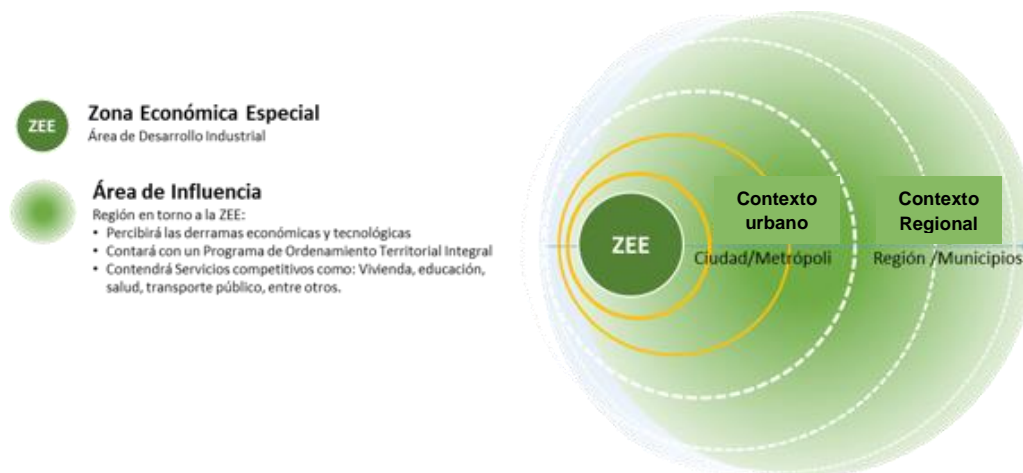 ZEE
Zona Económica Especial
Área de Desarrollo Industrial
Área de Influencia
Región en torno a la ZEE:
• Percibirá las derramas económicas y tecnológicas
• Contará con un Programa de Ordenamiento Territorial Integral
• Contendrá Servicios competitivos como: Vivienda, educación,
salud, transporte público, entre otros.
ZEE
Contexto
urbano
Ciudad/Metrópoli
Contexto
Regional
Región /Municipios